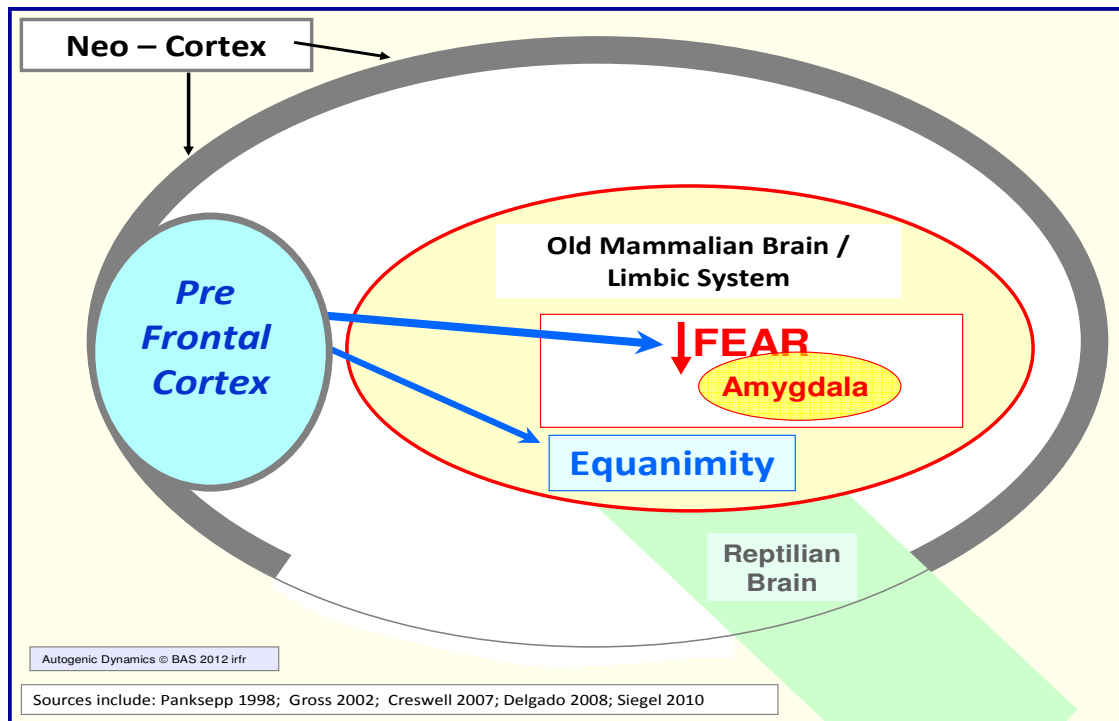 Neo – Cortex
Old Mammalian Brain /
Limbic System
Pre
Frontal
Cortex
FEAR
Amygdala
Equanimity
Reptilian
Brain
Autogenic Dynamics © BAS 2012 irfr
Sources include: Panksepp 1998; Gross 2002; Creswell 2007; Delgado 2008; Siegel 2010